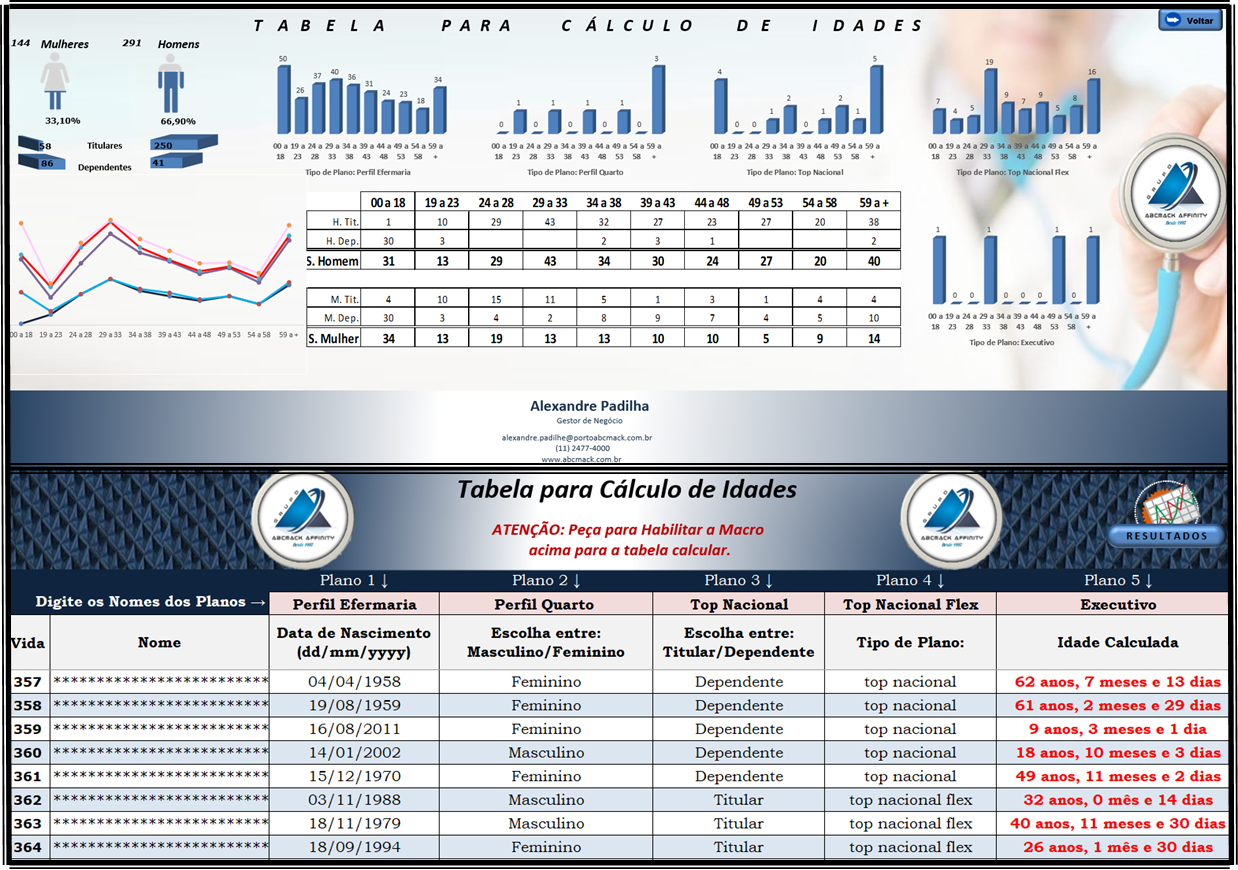 T A B E L A P A R A C Á L C U L O D E I D A D E S
Voltar
144 Mulheres 291 Homens
33,10% 66,90%
58 Titulares 250
86 Dependentes 41
50 26 37 40 36 31 24 23 18 34
00 a 18 19 a 23 24 a 28 29 a 33 34 a 38 39 a 43 44 a 48 49 a 53 54 a 58 59 a +
Tipo de Plano: Perfil Efermaria
0 1 0 1 0 1 0 1 0 3
00 a 18 19 a 23 24 a 28 29 a 33 34 a 38 39 a 43 44 a 48 49 a 53 54 a 58 59 a +
Tipo de Plano: Perfil Quarto
4 0 0 1 2 0 1 2 1 5
00 a 18 19 a 23 24 a 28 29 a 33 34 a 38 39 a 43 44 a 48 49 a 53 54 a 58 59 a +
Tipo de Plano: Top Nacional
7 4 5 19 9 7 9 5 8 16
00 a 18 19 a 23 24 a 28 29 a 33 34 a 38 39 a 43 44 a 48 49 a 53 54 a 58 59 a +
Tipo de Plano: Top Nacional Flex
GRUPO
ABCMACK AFFINITY
Desde 1992
00 a 18 19 a 23 24 a 28 29 a 33 34 a 38 39 a 43 44 a 48 49 a 53 54 a 58 59 a +
00 a 18 19 a 23 24 a 28 29 a 33 34 a 38 39 a 43 44 a 48 49 a 53 54 a 58 59 a +
H. Tit. 1 10 29 43 32 27 23 27 20 38
H. Dep. 30 3 2 3 1 2
S. Homem 31 13 29 43 34 30 24 27 20 40
M. Tit. 4 10 15 11 5 1 3 1 4 4
M. Dep. 30 3 4 2 8 9 7 4 5 10
S. Mulher 34 13 19 13 13 10 10 5 9 14
1 0 0 1 0 0 0 1 0 1
00 a 18 19 a 23 24 a 28 29 a 33 34 a 38 39 a 43 44 a 48 49 a 53 54 a 58 59 a +
Tipo de Plano: Executivo
Alexandre Padilha
Gestor de Negócio
alexandre.padilhe@portoabcmack.com.br
(11) 2477-4000
www.abcmack.com.br
GRUPO
ABCMACK AFFINITY
Desde 1992
Tabela para Cálculo de Idades
ATENÇÃO: Peça para Habilitar a Macro
acima para a tabela calcular.
GRUPO
ABCMACK AFFINITY
Desde 1992
RESULTADOS
Plano 1 ↓ Plano 2 ↓ Plano 3 ↓ Plano 4 ↓ Plano 5 ↓
Digite os Nomes dos Planos → Perfil Efermaria Perfil Quarto Top Nacional Top Nacional Flex Executivo
Vida Nome Data de Nascimento (dd/mm/yyyy) Escolha entre: Masculino/Feminino Escolha entre: Titular/Dependente Tipo de Plano: Idade Calculada
357 ************************* 04/04/1958 Feminino Dependente top nacional 62 anos, 7 meses e 13 dias
358 ************************* 19/08/1959 Feminino Dependente top nacional 61 anos, 2 meses e 29 dias
359 ************************* 16/08/2011 Feminino Dependente top nacional 9 anos, 3 meses e 1 dia
360 ************************* 14/01/2002 Masculino Dependente top nacional 18 anos, 10 meses e 3 dias
361 ************************* 15/12/1970 Feminino Dependente top nacional 49 anos, 11 meses e 2 dias
362 ************************* 03/11/1988 Masculino Titular top nacional flex 32 anos, 0 mês e 14 dias
363 ************************* 18/11/1979 Masculino Titular top nacional flex 40 anos, 11 meses e 30 dias
364 ************************* 18/09/1994 Feminino Titular top nacional flex 26 anos, 1 mês e 30 dias